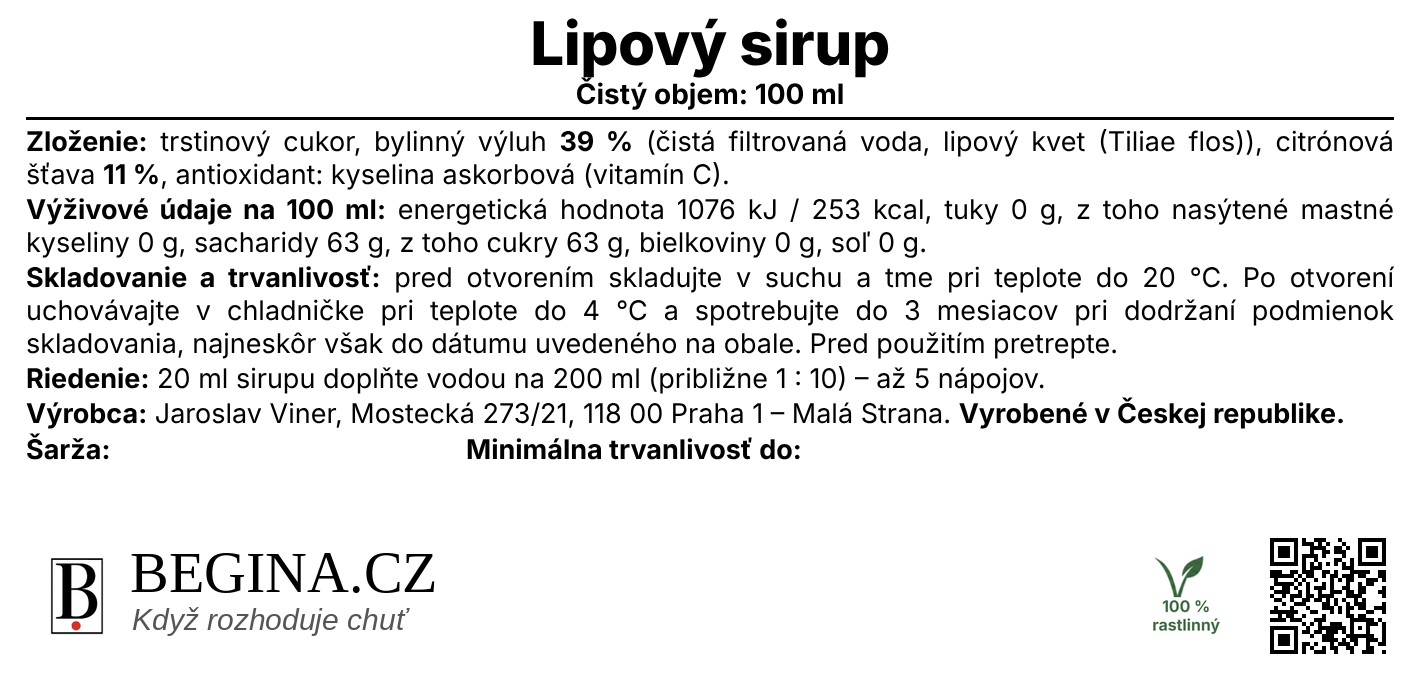 Lipový sirup
Čistý objem: 100 ml
Zloženie: trstinový cukor, bylinný výluh 39 % (čistá filtrovaná voda, lipový kvet (Tiliae flos)), citrónová
šťava 11 %, antioxidant: kyselina askorbová (vitamín C).
Výživové údaje na 100 ml: energetická hodnota 1076 kJ / 253 kcal, tuky 0 g, z toho nasýtené mastné
kyseliny 0 g, sacharidy 63 g, z toho cukry 63 g, bielkoviny 0 g, soľ 0 g.
Skladovanie a trvanlivosť: pred otvorením skladujte v suchu a tme pri teplote do 20 °C. Po otvorení
uchovávajte v chladničke pri teplote do 4 °C a spotrebujte do 3 mesiacov pri dodržaní podmienok
skladovania, najneskôr však do dátumu uvedeného na obale. Pred použitím pretrepte.
Riedenie: 20 ml sirupu doplňte vodou na 200 ml (približne 1 : 10) – až 5 nápojov.
Výrobca: Jaroslav Viner, Mostecká 273/21, 118 00 Praha 1 – Malá Strana. Vyrobené v Českej republike.
Šarža: Minimálna trvanlivosť do:
B
BEGINA.CZ
Když rozhoduje chuť
100 %
rastlinný